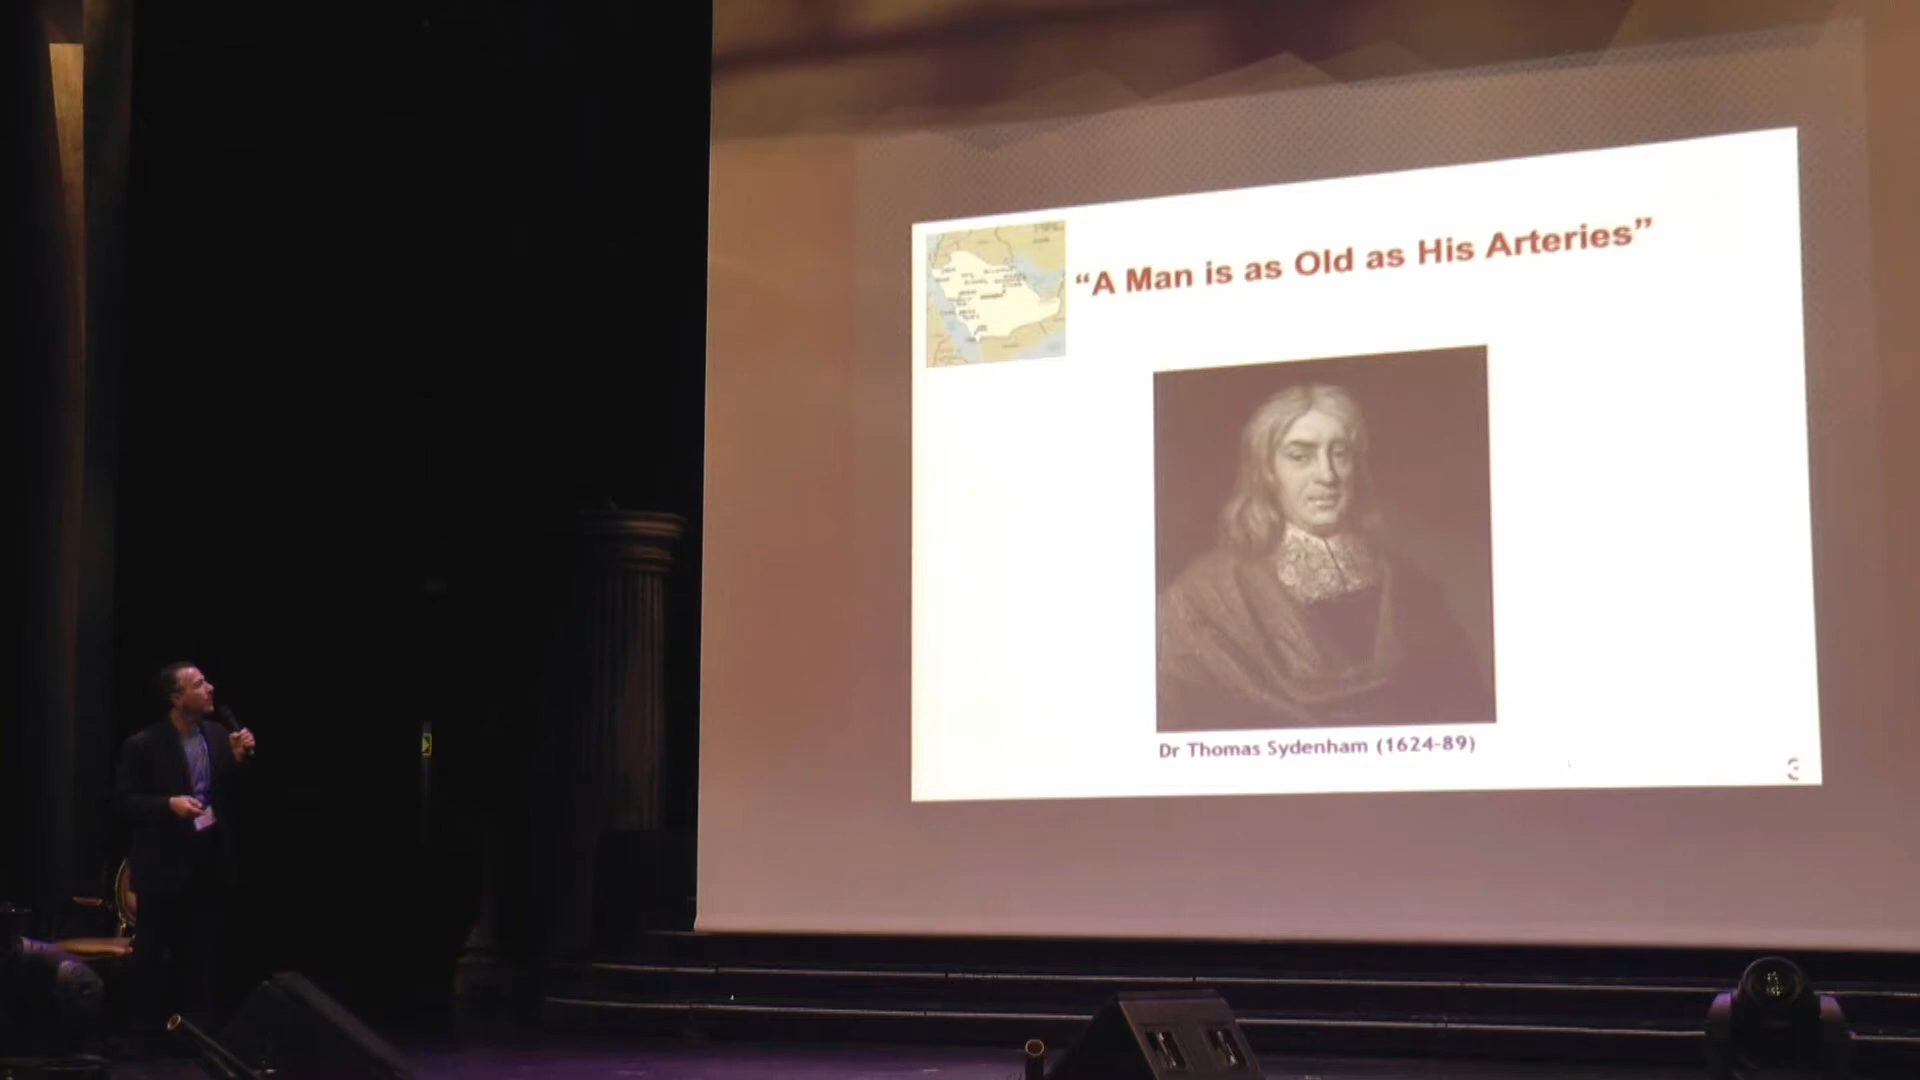 “A Man is as Old as His Arteries”
Dr Thomas Sydenham (1624-89)
3